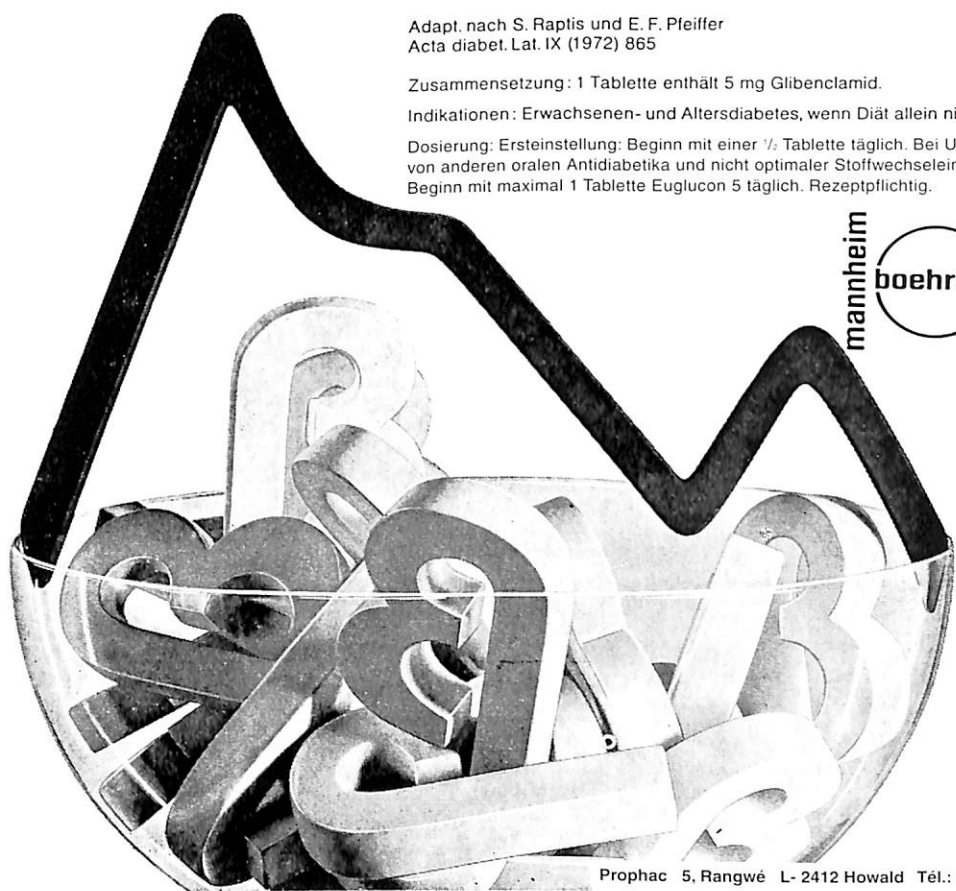 Adapt. nach S. Raptis und E. F. Pfeiffer
Acta diabet. Lat. IX (1972) 865
Zusammensetzung: 1 Tablette enthält 5 mg Glibenclamid.
Indikationen: Erwachsenen- und Altersdiabetes, wenn Diät allein ni
Dosierung: Ersteinstellung: Beginn mit einer 1/2 Tablette täglich. Bei U
von anderen oralen Antidiabetika und nicht optimaler Stoffwechselein
Beginn mit maximal 1 Tablette Euglucon 5 täglich. Rezeptpflichtig.
mannheim
boehr
Prophac 5, Rangwé L-2412 Howald Tél.: